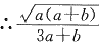 ∴ √(a(a+b)) / (3a+b)